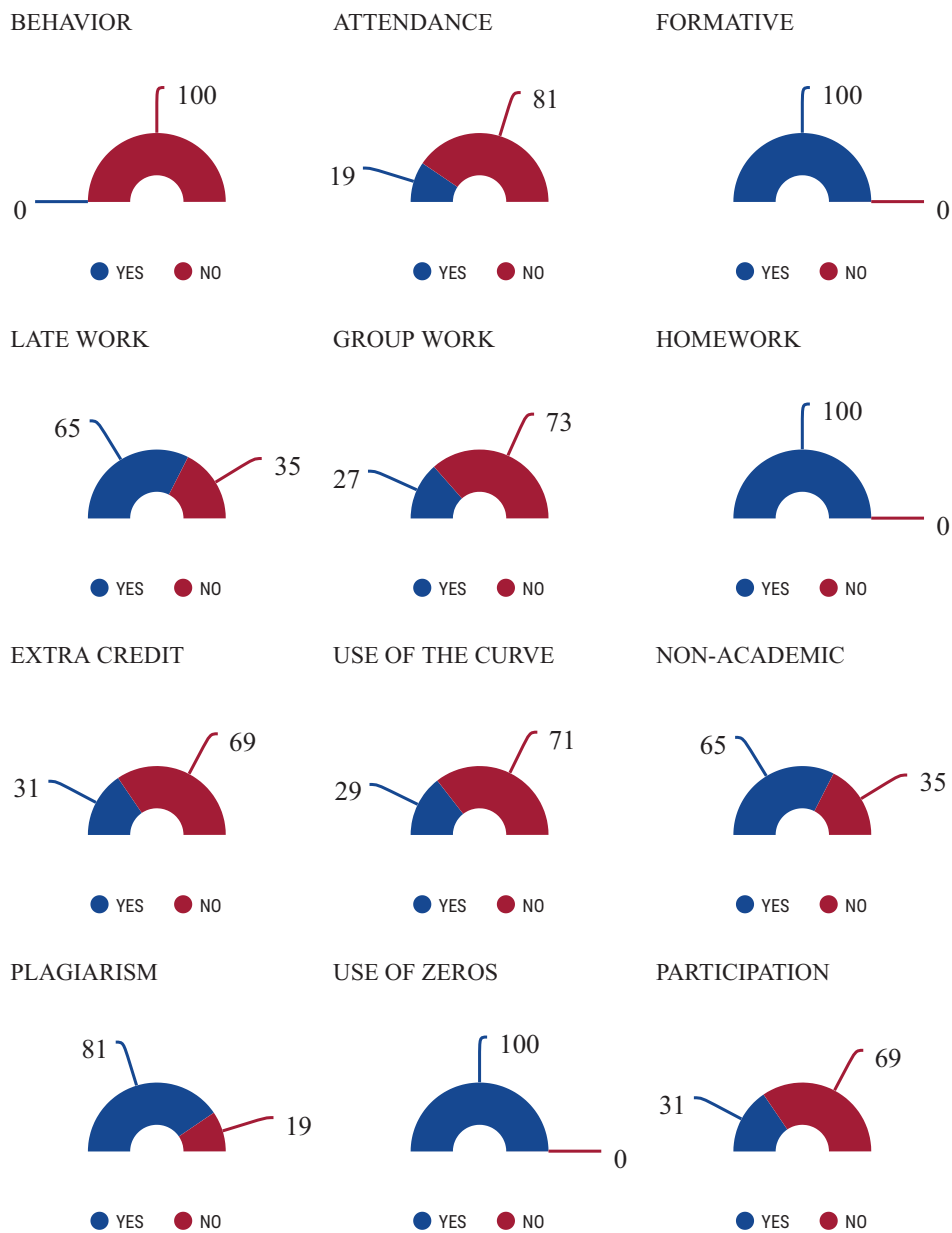 BEHAVIOR
100
0
YES NO
ATTENDANCE
81
19
YES NO
FORMATIVE
100
0
YES NO
LATE WORK
65
35
YES NO
GROUP WORK
73
27
YES NO
HOMEWORK
100
0
YES NO
EXTRA CREDIT
69
31
YES NO
USE OF THE CURVE
71
29
YES NO
NON-ACADEMIC
65
35
YES NO
PLAGIARISM
81
19
YES NO
USE OF ZEROS
100
0
YES NO
PARTICIPATION
69
31
YES NO